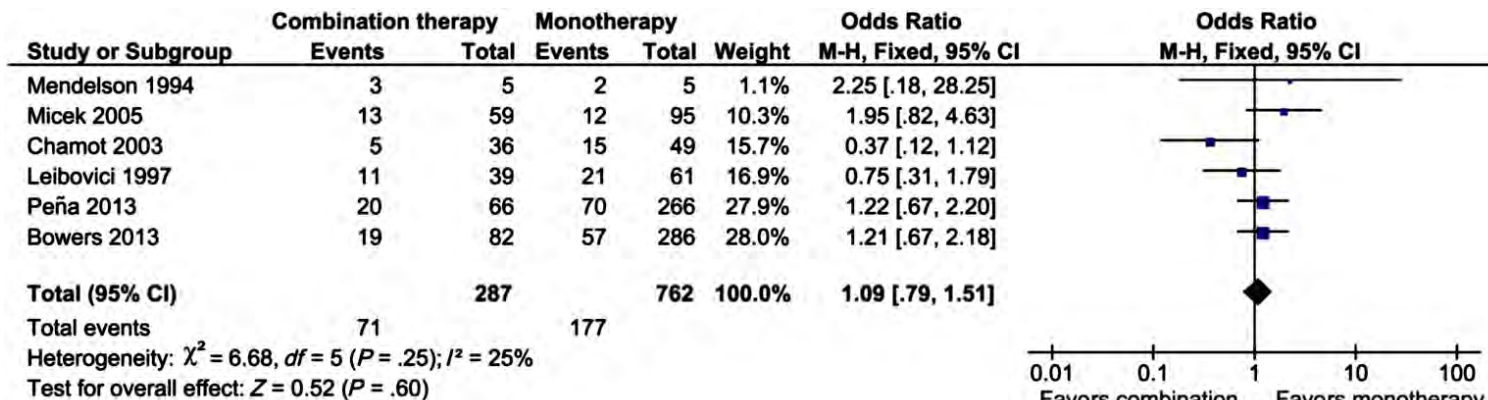 Combination therapy Monotherapy Odds Ratio Odds Ratio
Study or Subgroup Events Total Events Total Weight M-H, Fixed, 95% CI M-H, Fixed, 95% CI
Mendelson 1994 3 5 2 5 1.1% 2.25 [.18, 28.25]
Micek 2005 13 59 12 95 10.3% 1.95 [.82, 4.63]
Chamot 2003 5 36 15 49 15.7% 0.37 [.12, 1.12]
Leibovici 1997 11 39 21 61 16.9% 0.75 [.31, 1.79]
Peña 2013 20 66 70 266 27.9% 1.22 [.67, 2.20]
Bowers 2013 19 82 57 286 28.0% 1.21 [.67, 2.18]
Total (95% CI) 287 762 100.0% 1.09 [.79, 1.51]
Total events 71 177
Heterogeneity: χ² = 6.68, df = 5 (P = .25); I² = 25%
Test for overall effect: Z = 0.52 (P = .60)
0.01 0.1 1 10 100
Favors combination Favors monotherapy